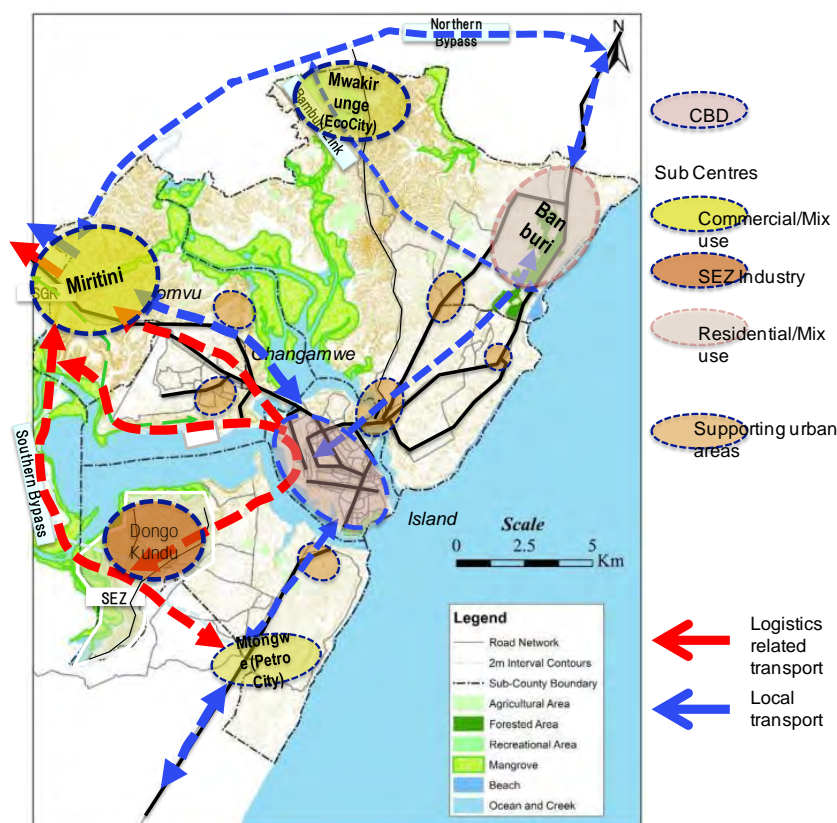 Northern
Bypass
N
Mwakir
unge
(EcoCity)
Bamburi Link
Ban
buri
Miritini
SGR
omvu
Changamwe
Southern Bypass
Island
Dongo
Kundu
SEZ
Mtongw
e (Petro
City)
Scale
0 2.5 5
Km
Legend
Road Network
2m Interval Contours
Sub-County Boundary
Agricultural Area
Forested Area
Recreational Area
Mangrove
Beach
Ocean and Creek
CBD
Sub Centres
Commercial/Mix
use
SEZ Industry
Residential/Mix
use
Supporting urban
areas
Logistics
related
transport
Local
transport